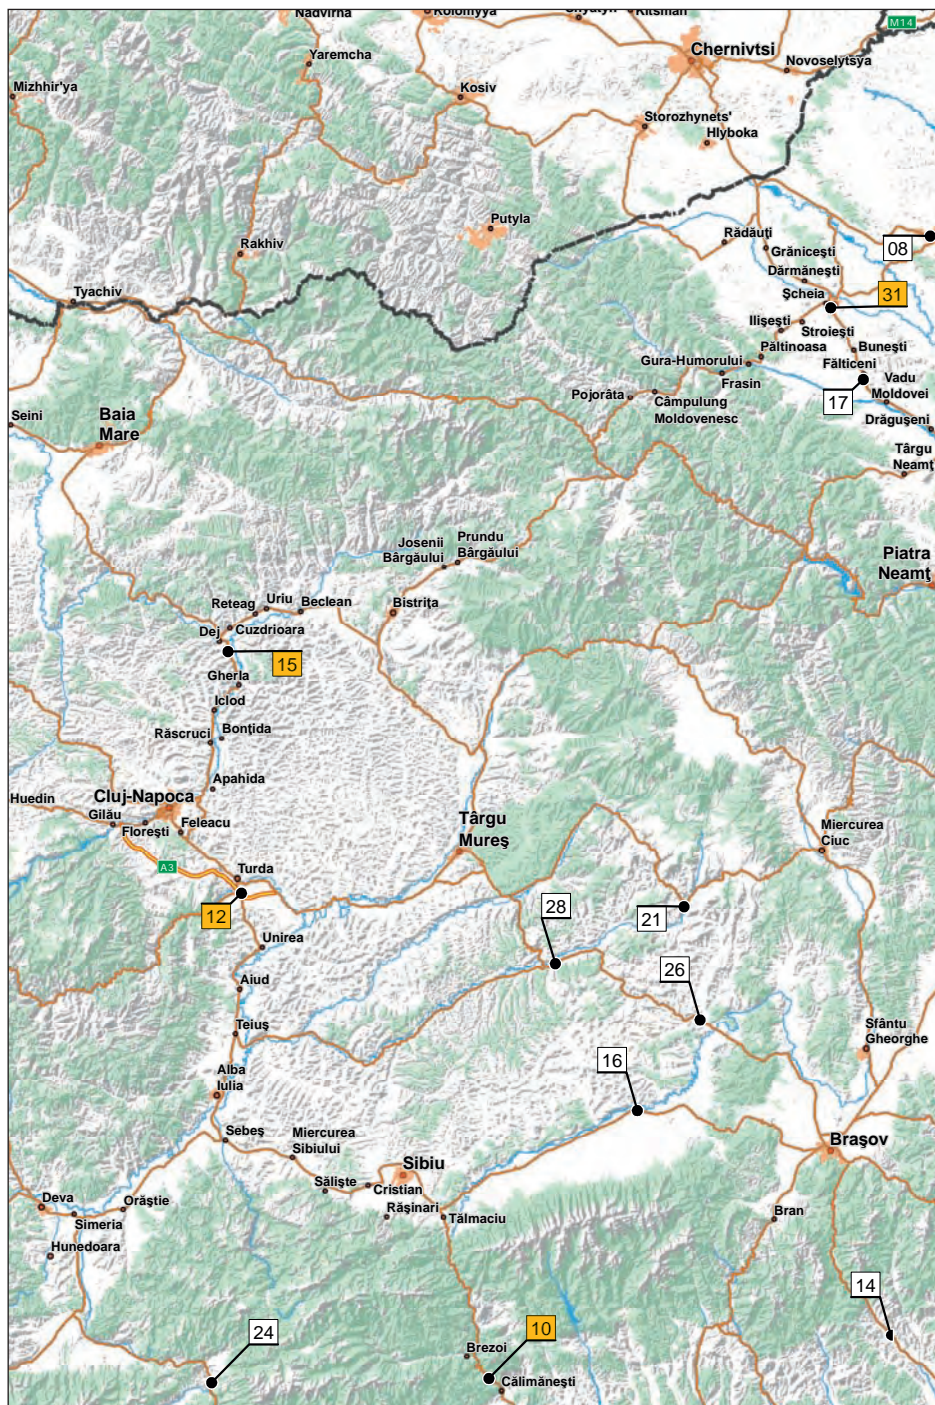 Nadvirna
Kolomyya
Kitsman
M14
Chernivtsi
Yaremcha
Novoselytsya
Mizhhir'ya
Kosiv
Storozhynets'
Hlyboka
Putyla
Rădăuţi
08
Rakhiv
Grăniceşti
Dărmăneşti
Tyachiv
Şcheia
31
Ilişeşti
Stroieşti
Păltinoasa
Buneşti
Gura-Humorului
Fălticeni
Frasin
Vadu
Moldovei
Pojorâta
Câmpulung
Moldovenesc
17
Seini
Baia
Mare
Drăguşeni
Târgu
Neamţ
Josenii
Bârgăului
Prundu
Bârgăului
Piatra
Neamţ
Reteag
Uriu
Beclean
Bistriţa
Dej
Cuzdrioara
15
Gherla
Iclod
Răscruci
Bonţida
Apahida
Huedin
Cluj-Napoca
Gilău
Floreşti
Feleacu
Târgu
Mureş
Miercurea
Ciuc
A3
Turda
12
28
21
Unirea
26
Aiud
Teiuş
Sfântu
Gheorghe
16
Alba
Iulia
Sebeş
Miercurea
Sibiului
Braşov
Sibiu
Sălişte
Cristian
Deva
Orăştie
Răşinari
Simeria
Tălmaciu
Bran
Hunedoara
14
24
10
Brezoi
Călimăneşti